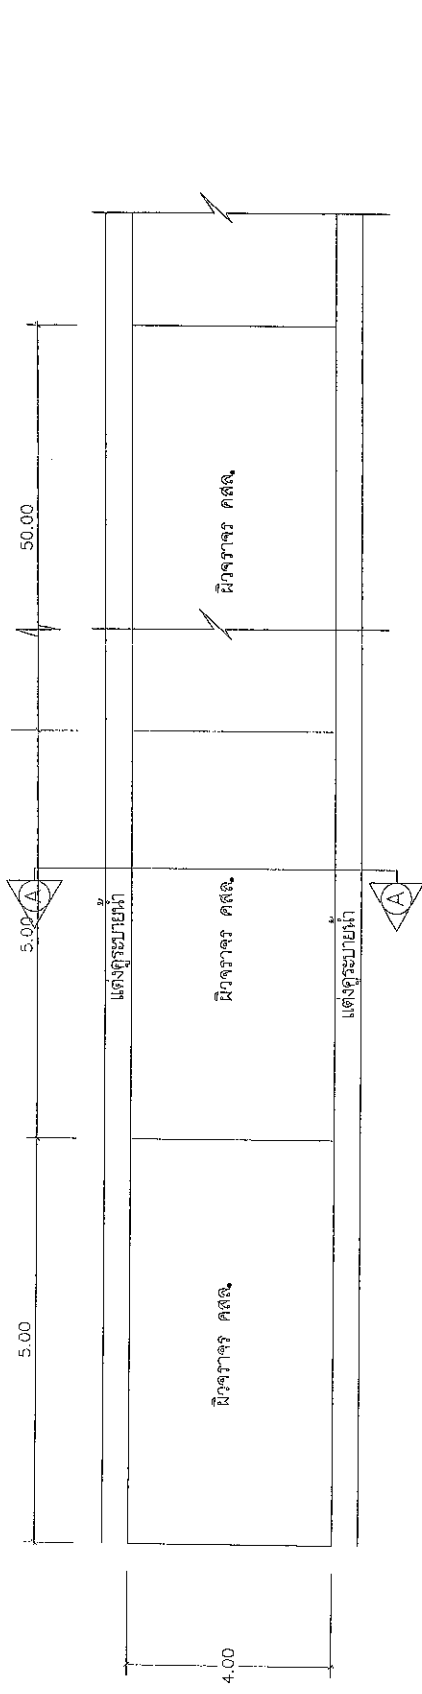 5.00
5.00
50.00
A
แต่งคูระบายน้ำ
ผิวจราจร คสล.
ผิวจราจร คสล.
ผิวจราจร คสล.
แต่งคูระบายน้ำ
A
4.00